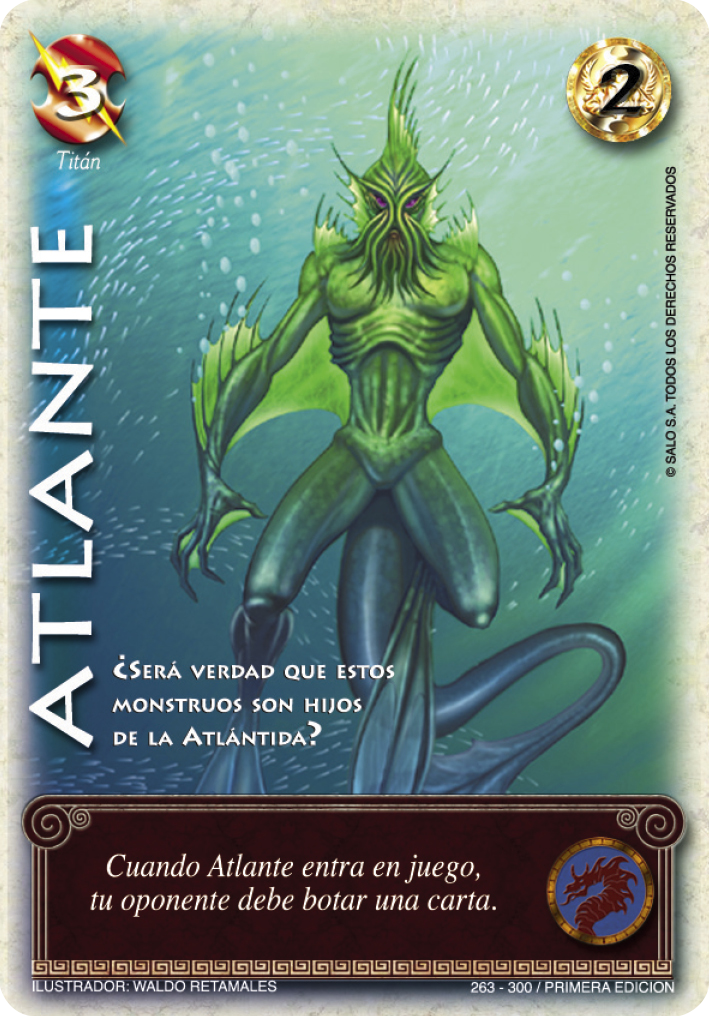 3
2
Titán
ATLANTE
© SALO S.A. TODOS LOS DERECHOS RESERVADOS
¿Será verdad que estos
monstruos son hijos
de la Atlántida?
Cuando Atlante entra en juego,
tu oponente debe botar una carta.
ILUSTRADOR: WALDO RETAMALES
263 - 300 / PRIMERA EDICION